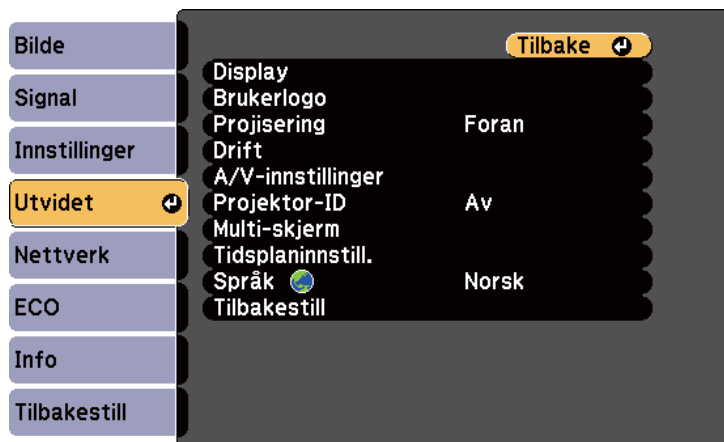 Bilde
Signal
Innstillinger
Utvidet
Nettverk
ECO
Info
Tilbakestill
Tilbake
Display
Brukerlogo
Projisering Foran
Drift
A/V-innstillinger
Projektor-ID Av
Multi-skjerm
Tidsplaninnstill.
Språk Norsk
Tilbakestill